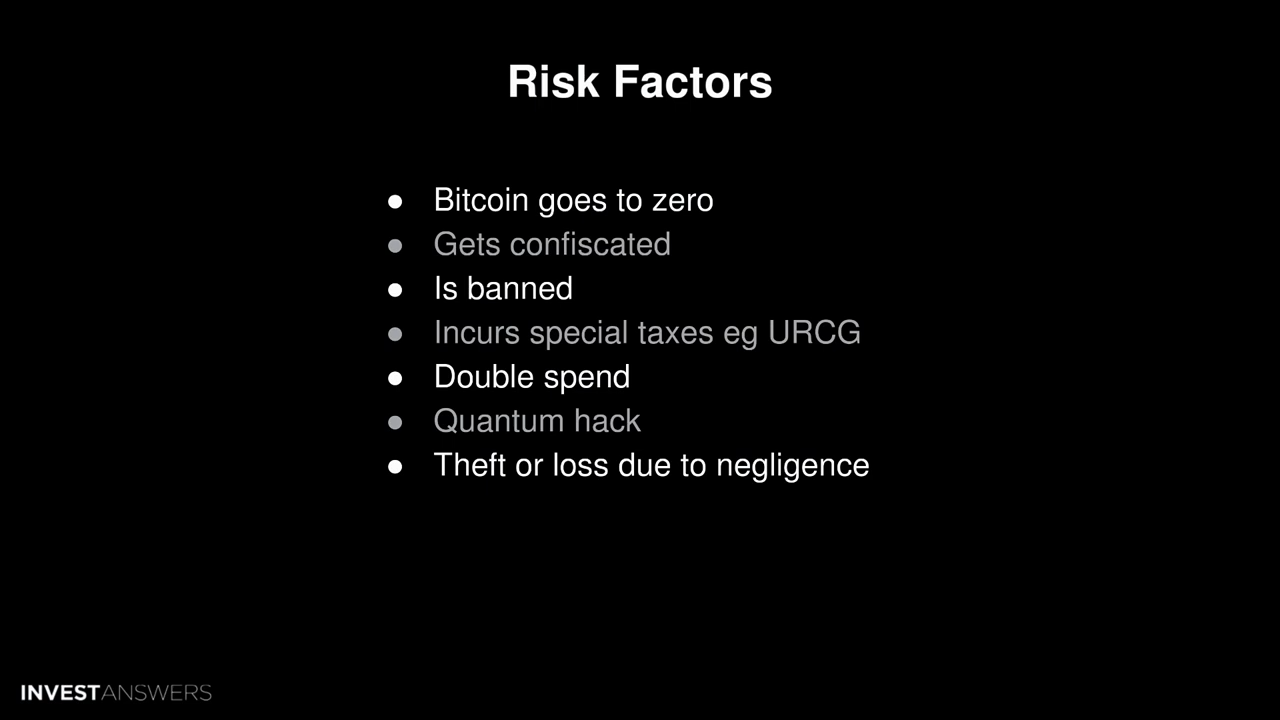 Risk Factors
● Bitcoin goes to zero
● Gets confiscated
● Is banned
● Incurs special taxes eg URCG
● Double spend
● Quantum hack
● Theft or loss due to negligence
INVESTANSWERS